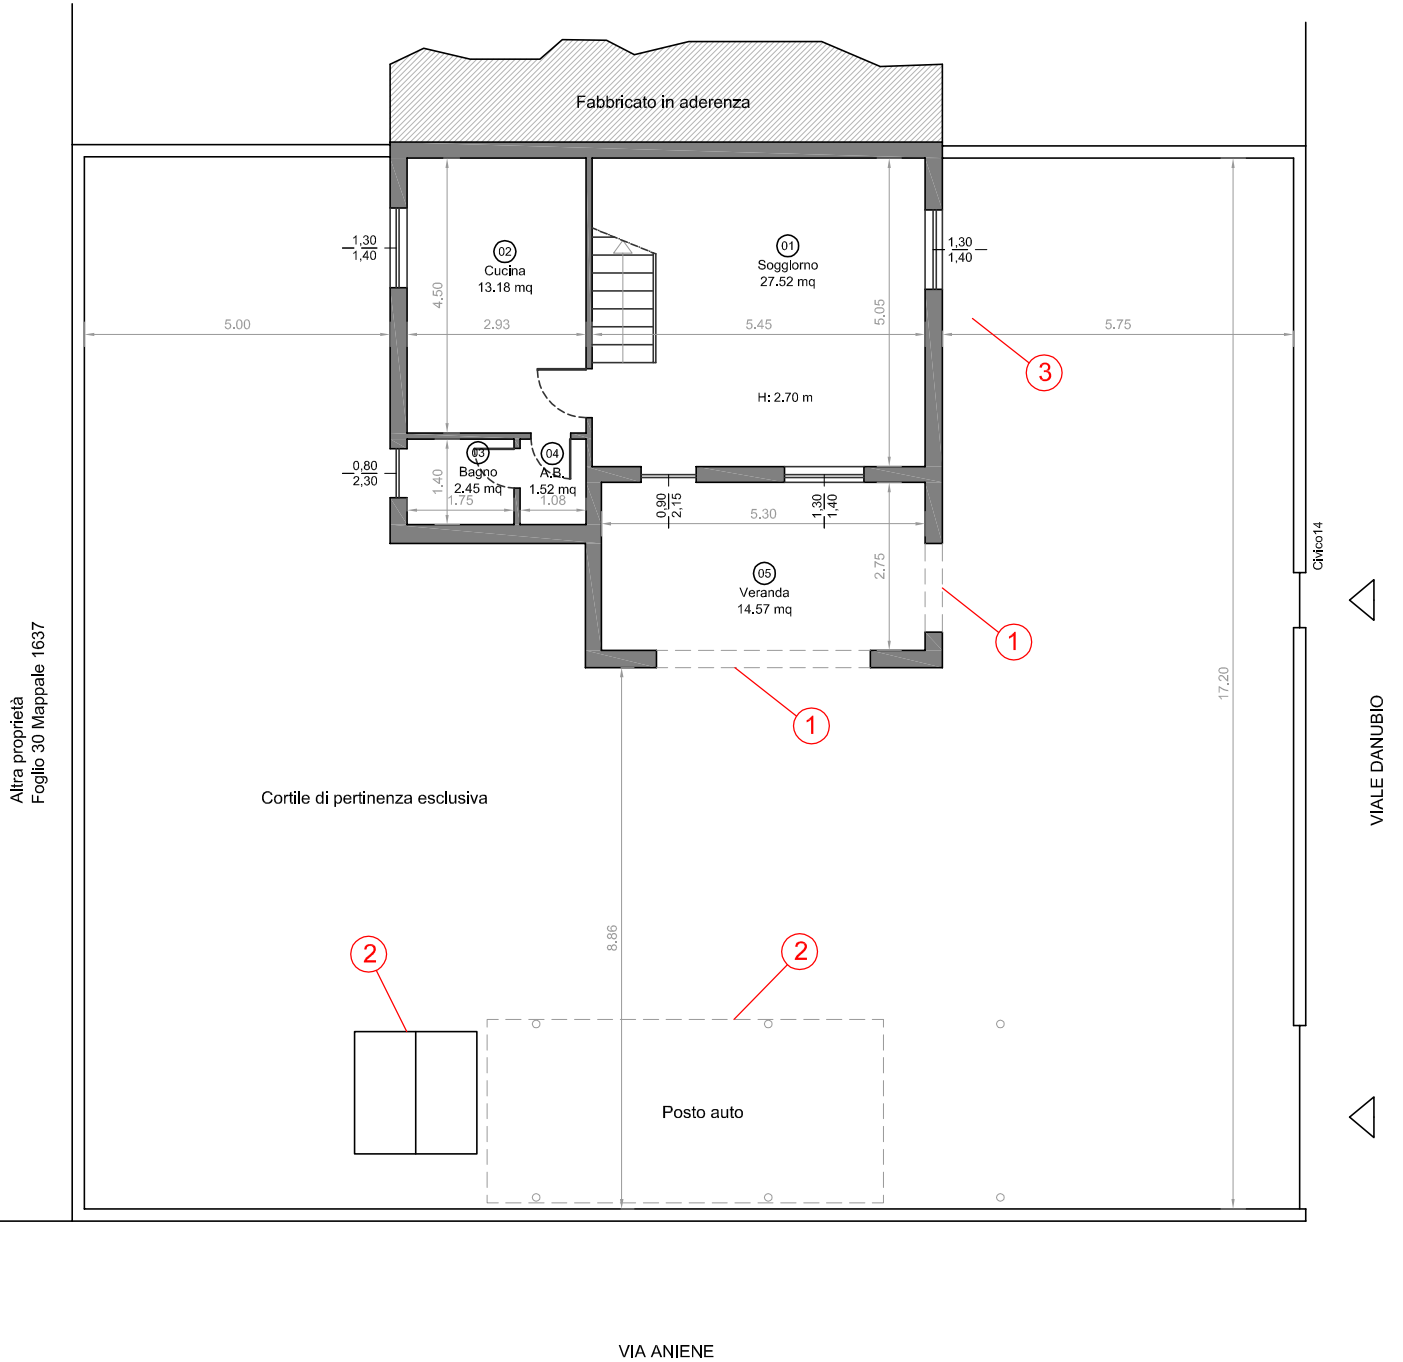 Fabbricato in aderenza
1,30
1,40
02
Cucina
13.18 mq
01
Soggiorno
27.52 mq
1,30
1,40
4.50
5.05
5.00
2.93
5.45
5.75
3
H: 2.70 m
0,80
2,30
03
Bagno
2.45 mq
1.40
1.75
04
A.B.
1.52 mq
1.08
0,90
2,15
1,30
1,40
5.30
2.75
05
Veranda
14.57 mq
Civico14
1
1
17.20
Altra proprietà
Foglio 30 Mappale 1637
VIALE DANUBIO
Cortile di pertinenza esclusiva
8.86
2
2
Posto auto
VIA ANIENE